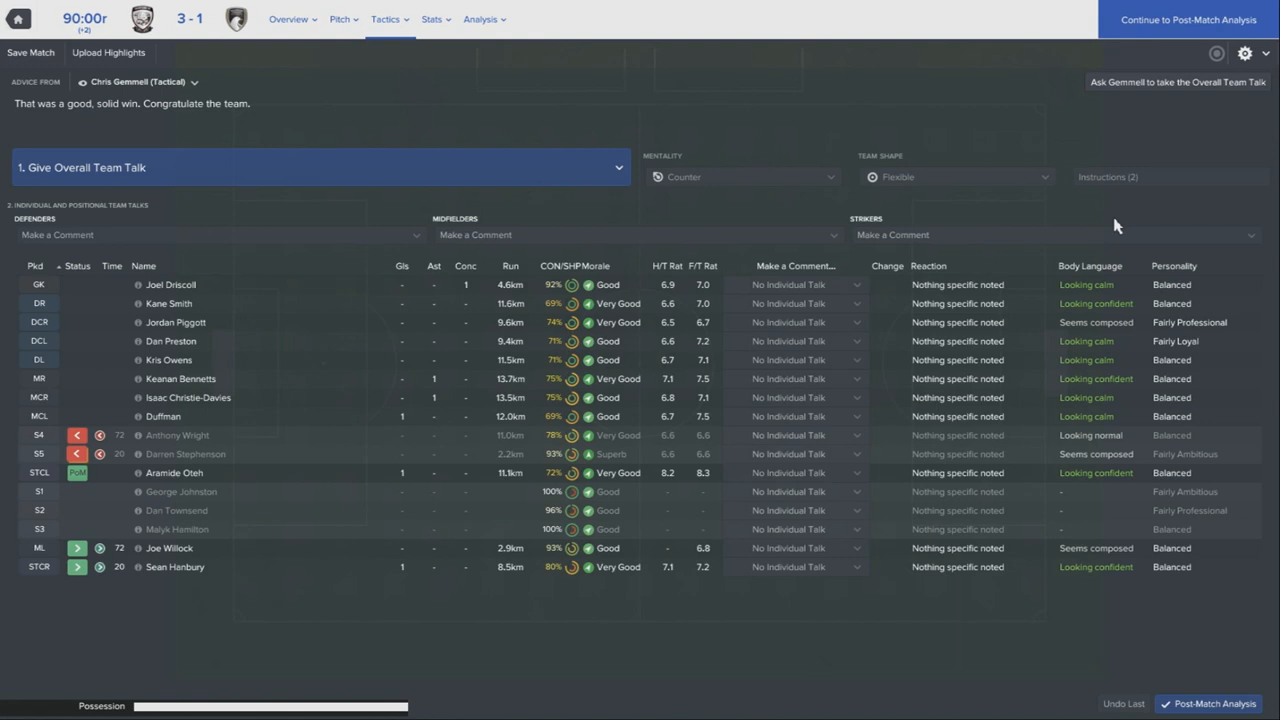 90:00r
(+2)
3 - 1
Overview
Pitch
Tactics
Stats
Analysis
Continue to Post-Match Analysis
Save Match
Upload Highlights
ADVICE FROM
Chris Gemmell (Tactical)
Ask Gemmell to take the Overall Team Talk
That was a good, solid win. Congratulate the team.
1. Give Overall Team Talk
MENTALITY
Counter
TEAM SHAPE
Flexible
Instructions (2)
2. INDIVIDUAL AND POSITIONAL TEAM TALKS
DEFENDERS MIDFIELDERS STRIKERS
Make a Comment Make a Comment Make a Comment
Pkd Status Time Name Gls Ast Conc Run CON/SHP Morale H/T Rat F/T Rat Make a Comment... Change Reaction Body Language Personality
GK Joel Driscoll - - 1 4.6km 92% Good 6.9 7.0 No Individual Talk Nothing specific noted Looking calm Balanced
DR Kane Smith - - - 11.6km 69% Very Good 6.6 7.0 No Individual Talk Nothing specific noted Looking confident Balanced
DCR Jordan Piggott - - - 9.6km 74% Very Good 6.5 6.7 No Individual Talk Nothing specific noted Seems composed Fairly Professional
DCL Dan Preston - - - 9.4km 71% Good 6.6 7.2 No Individual Talk Nothing specific noted Looking calm Fairly Loyal
DL Kris Owens - - - 11.5km 71% Good 6.7 7.1 No Individual Talk Nothing specific noted Looking calm Balanced
MR Keanan Bennetts - 1 - 13.7km 75% Very Good 7.1 7.5 No Individual Talk Nothing specific noted Looking confident Balanced
MCR Isaac Christie-Davies - 1 - 13.5km 75% Good 6.8 7.1 No Individual Talk Nothing specific noted Looking calm Balanced
MCL Duffman 1 - - 12.0km 69% Good 6.7 7.5 No Individual Talk Nothing specific noted Looking calm Balanced
S4 72 Anthony Wright - - - 11.0km 78% Very Good 6.6 6.6 No Individual Talk Nothing specific noted Looking normal Balanced
S5 20 Darren Stephenson - - - 2.2km 93% Superb 6.6 6.6 No Individual Talk Nothing specific noted Seems composed Fairly Ambitious
STCL PoM Aramide Oteh 1 - - 11.1km 72% Very Good 8.2 8.3 No Individual Talk Nothing specific noted Looking confident Balanced
S1 George Johnston 100% Good - - No Individual Talk Nothing specific noted - Fairly Ambitious
S2 Dan Townsend 96% Good - - No Individual Talk Nothing specific noted - Fairly Professional
S3 Malyk Hamilton 100% Good - - No Individual Talk Nothing specific noted - Balanced
ML 72 Joe Willock - - - 2.9km 93% Good - 6.8 No Individual Talk Nothing specific noted Seems composed Balanced
STCR 20 Sean Hanbury 1 - - 8.5km 80% Very Good 7.1 7.2 No Individual Talk Nothing specific noted Looking confident Balanced
Possession
Undo Last
Post-Match Analysis